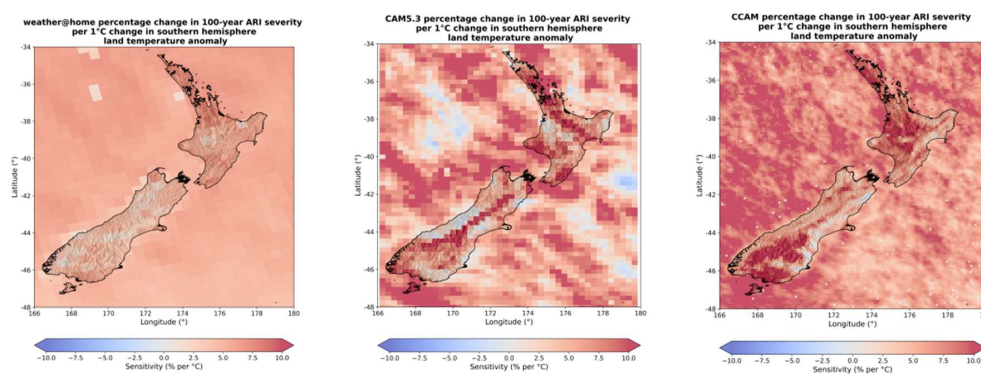 weather@home percentage change in 100-year ARI severity
per 1°C change in southern hemisphere
land temperature anomaly
-34
-36
-38
-40
-42
-44
-46
-48
Latitude (°)
166 168 170 172 174 176 178 180
Longitude (°)
-10.0 -7.5 -5.0 -2.5 0.0 2.5 5.0 7.5 10.0
Sensitivity (% per °C)
CAM5.3 percentage change in 100-year ARI severity
per 1°C change in southern hemisphere
land temperature anomaly
-34
-36
-38
-40
-42
-44
-46
-48
Latitude (°)
166 168 170 172 174 176 178 180
Longitude (°)
-10.0 -7.5 -5.0 -2.5 0.0 2.5 5.0 7.5 10.0
Sensitivity (% per °C)
CCAM percentage change in 100-year ARI severity
per 1°C change in southern hemisphere
land temperature anomaly
-34
-36
-38
-40
-42
-44
-46
-48
Latitude (°)
166 168 170 172 174 176 178 180
Longitude (°)
-10.0 -7.5 -5.0 -2.5 0.0 2.5 5.0 7.5 10.0
Sensitivity (% per °C)